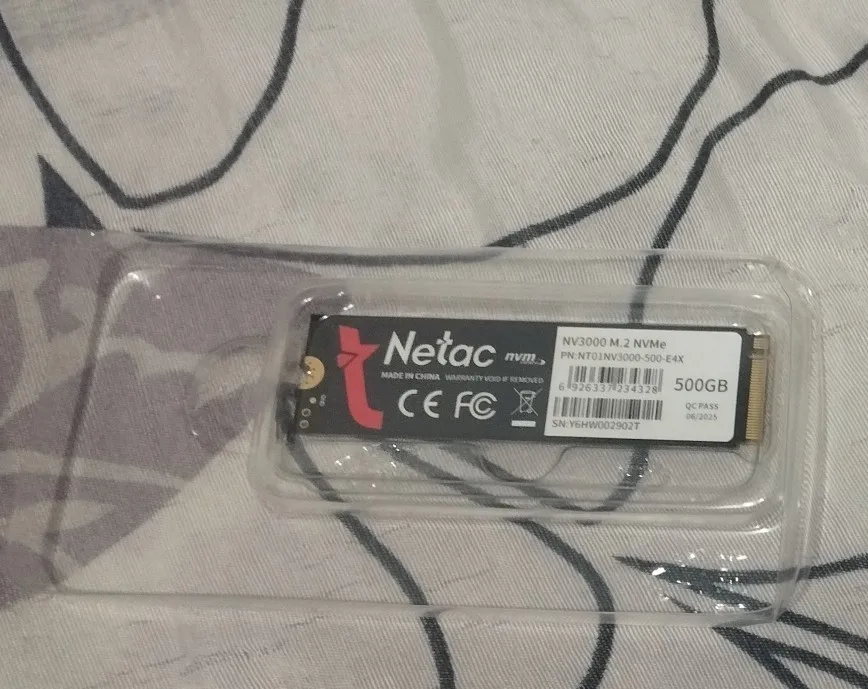 Netac nvm
MADE IN CHINA WARRANTY VOID IF REMOVED
CE FC
NV3000 M.2 NVMe
PN:NT01NV3000-500-E4X
6 926337 234328
500GB
QC PASS
08/2025
SN:Y6HW002902T